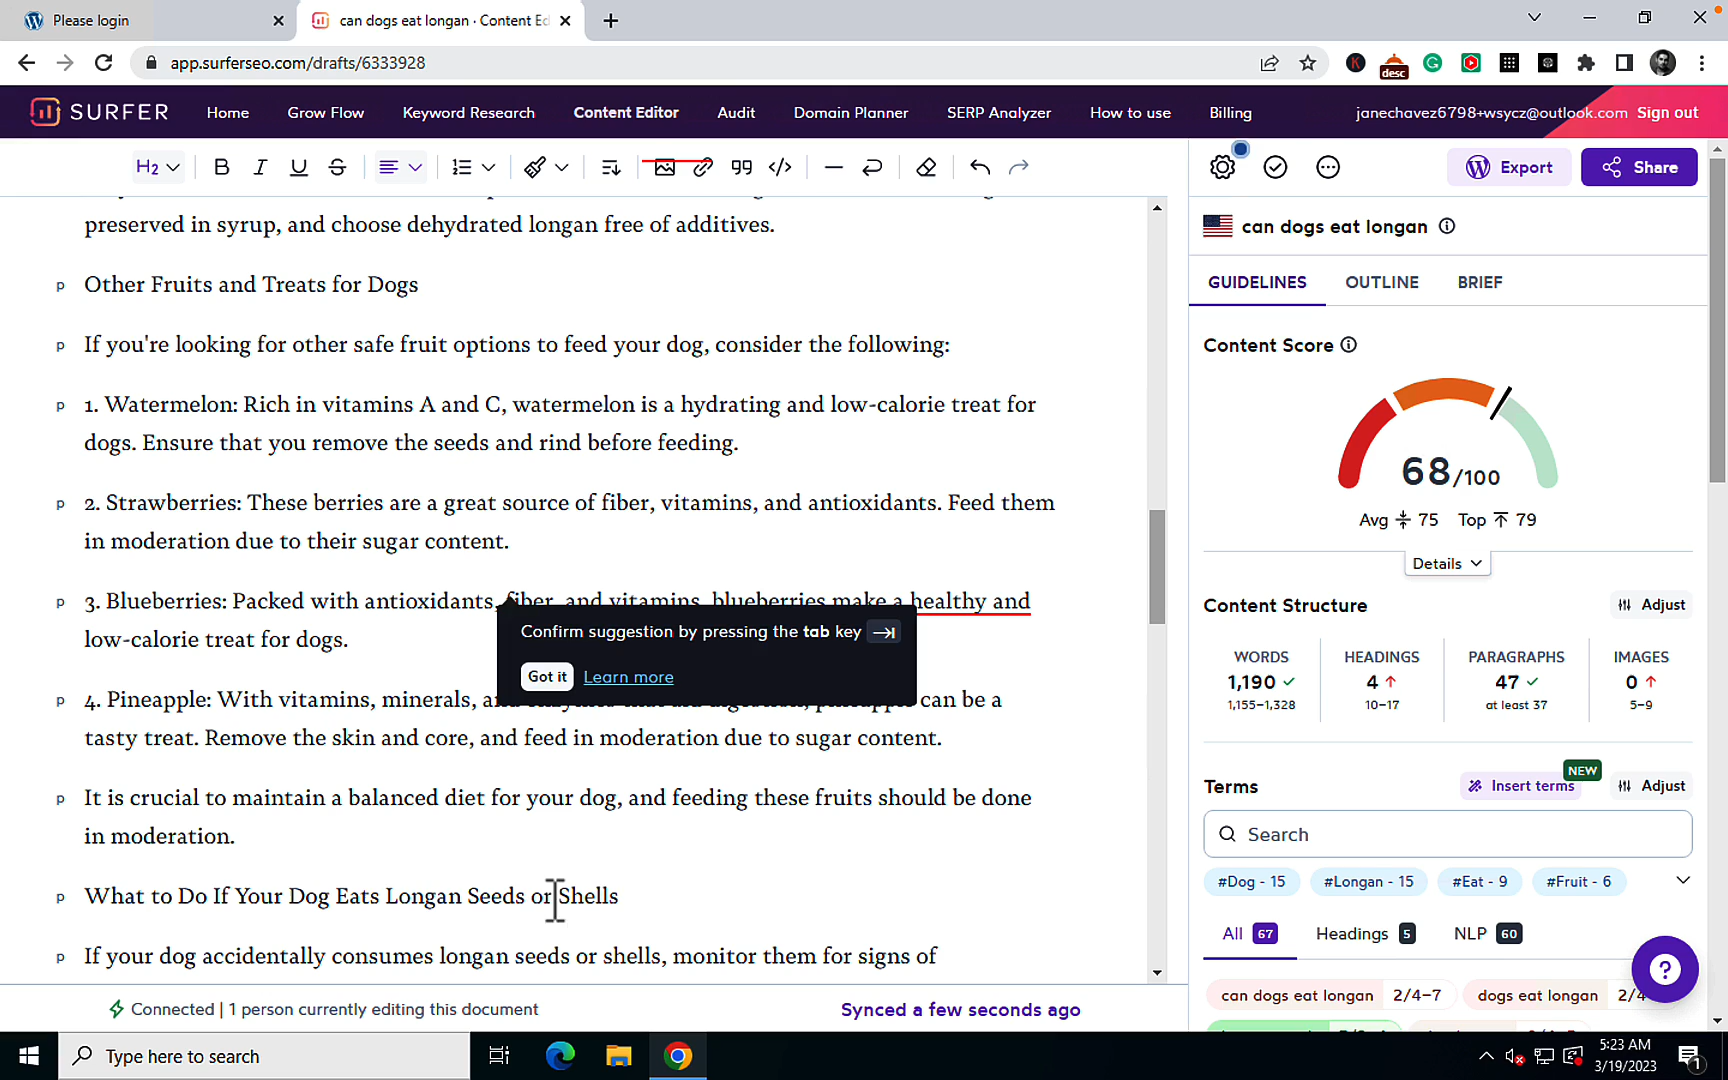 Please login
can dogs eat longan · Content Ed
app.surferseo.com/drafts/6333928
desc
SURFER
Home
Grow Flow
Keyword Research
Content Editor
Audit
Domain Planner
SERP Analyzer
How to use
Billing
janechavez6798+wsycz@outlook.com
Sign out
H2
B I U S
Export
Share
preserved in syrup, and choose dehydrated longan free of additives.
p Other Fruits and Treats for Dogs
p If you're looking for other safe fruit options to feed your dog, consider the following:
p 1. Watermelon: Rich in vitamins A and C, watermelon is a hydrating and low-calorie treat for
dogs. Ensure that you remove the seeds and rind before feeding.
p 2. Strawberries: These berries are a great source of fiber, vitamins, and antioxidants. Feed them
in moderation due to their sugar content.
p 3. Blueberries: Packed with antioxidants, fiber, and vitamins, blueberries make a healthy and
low-calorie treat for dogs.
Confirm suggestion by pressing the tab key
Got it
Learn more
p 4. Pineapple: With vitamins, minerals, and enzymes that aid digestion, pineapple can be a
tasty treat. Remove the skin and core, and feed in moderation due to sugar content.
p It is crucial to maintain a balanced diet for your dog, and feeding these fruits should be done
in moderation.
p What to Do If Your Dog Eats Longan Seeds or Shells
p If your dog accidentally consumes longan seeds or shells, monitor them for signs of
Connected | 1 person currently editing this document
Synced a few seconds ago
can dogs eat longan
GUIDELINES
OUTLINE
BRIEF
Content Score
68/100
Avg 75 Top 79
Details
Content Structure
Adjust
WORDS
1,190
1,155–1,328
HEADINGS
4
10–17
PARAGRAPHS
47
at least 37
IMAGES
0
5–9
NEW
Terms
Insert terms
Adjust
Search
#Dog - 15
#Longan - 15
#Eat - 9
#Fruit - 6
All 67
Headings 5
NLP 60
can dogs eat longan 2/4–7
dogs eat longan 2/4
Type here to search
5:23 AM
3/19/2023
1